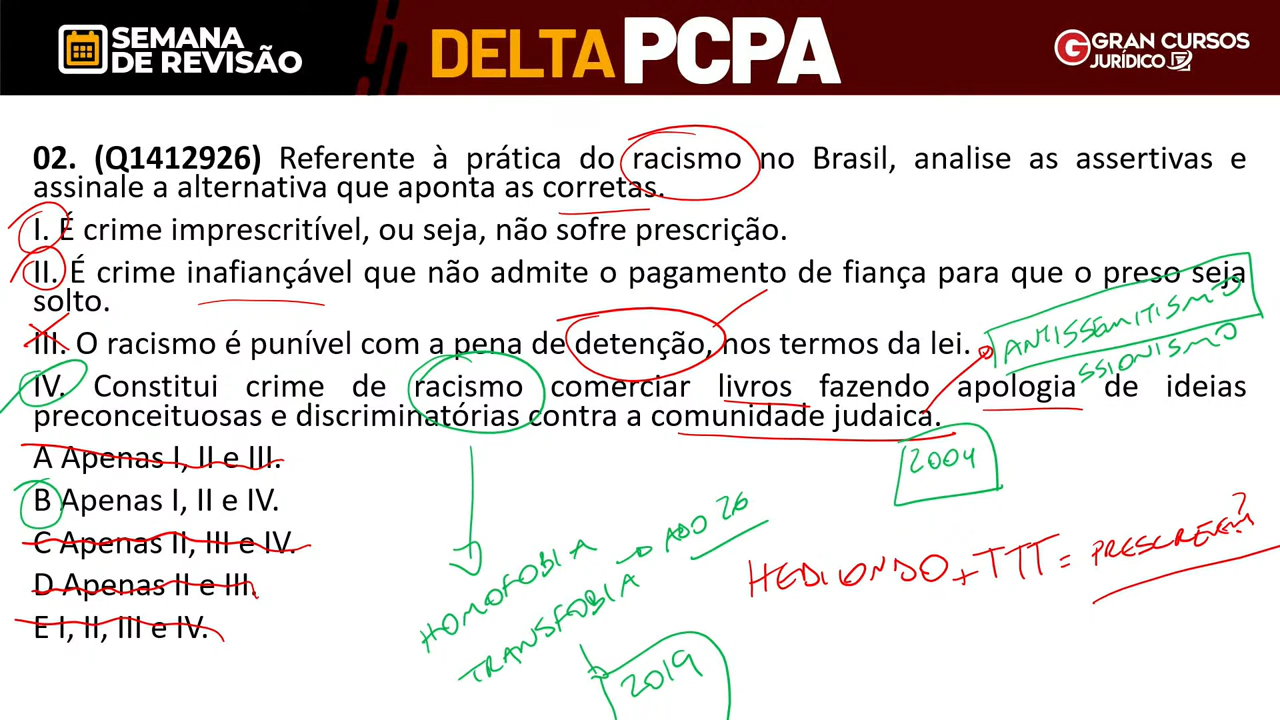 SEMANA
DE REVISÃO
DELTA PCPA
GRAN CURSOS
JURÍDICO
02. (Q1412926) Referente à prática do racismo no Brasil, analise as assertivas e
assinale a alternativa que aponta as corretas.
I. É crime imprescritível, ou seja, não sofre prescrição.
II. É crime inafiançável que não admite o pagamento de fiança para que o preso seja
solto.
III. O racismo é punível com a pena de detenção, nos termos da lei.
ANTISSEMITISMO
SSIONISMO
IV. Constitui crime de racismo comerciar livros fazendo apologia de ideias
preconceituosas e discriminatórias contra a comunidade judaica.
2004
A Apenas I, II e III.
B Apenas I, II e IV.
C Apenas II, III e IV.
D Apenas II e III.
E I, II, III e IV.
HOMOFOBIA
TRANSFOBIA → ADO 26
2019
HEDIONDO + TTT = PRESCREVEM?